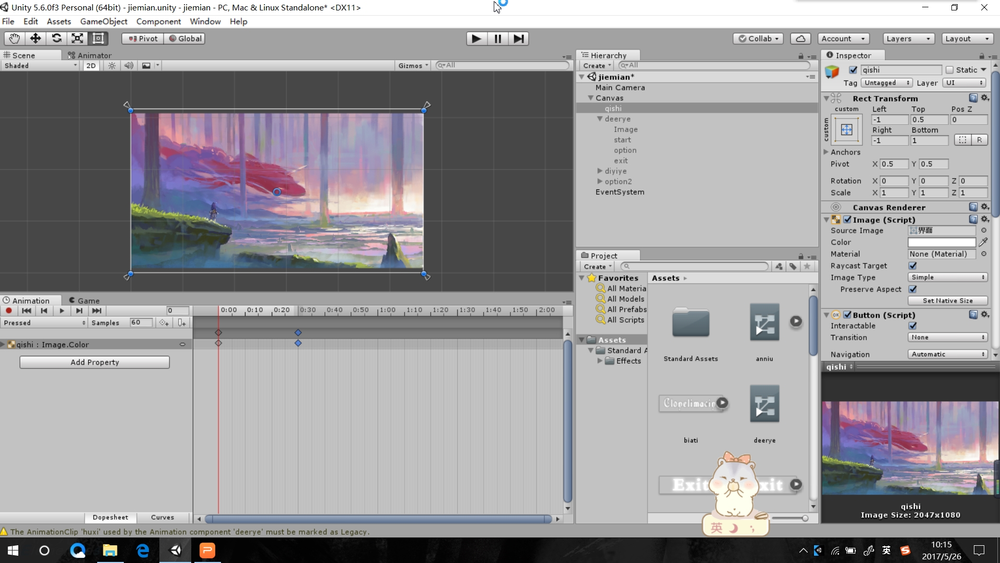 Unity 5.6.0f3 Personal (64bit) - jiemian.unity - jiemian - PC, Mac & Linux Standalone* <DX11>
File Edit Assets GameObject Component Window Help
Pivot Global Collab Account Layers Layout
Scene Animator
Shaded 2D Gizmos All
Hierarchy
Create All
jiemian*
Main Camera
Canvas
qishi
deerye
Image
start
option
exit
diyiye
option2
EventSystem
Inspector
qishi Static
Tag Untagged Layer UI
Rect Transform
custom Left Top Pos Z
custom
-1 0.5 0
Right Bottom
-1 1 R
Anchors
Pivot X 0.5 Y 0.5
Rotation X 0 Y 0 Z 0
Scale X 1 Y 1 Z 1
Canvas Renderer
Image (Script)
Source Image 界面
Color
Material None (Material)
Raycast Target
Image Type Simple
Preserve Aspect
Set Native Size
OK Button (Script)
Interactable
Transition None
Navigation Automatic
qishi
qishi
Image Size: 2047x1080
Project
Create
Favorites
All Materia
All Models
All Prefabs
All Scripts
Assets
Standard A
Effects
Assets
Standard Assets anniu
biati deerye
Exit
英
Animation Game
0 0:00 0:10 0:20 0:30 0:40 0:50 1:00 1:10 1:20 1:30 1:40 1:50 2:00
Pressed Samples 60
qishi : Image.Color
Add Property
Dopesheet Curves
The AnimationClip 'huxi' used by the Animation component 'deerye' must be marked as Legacy.
英
10:15
2017/5/26